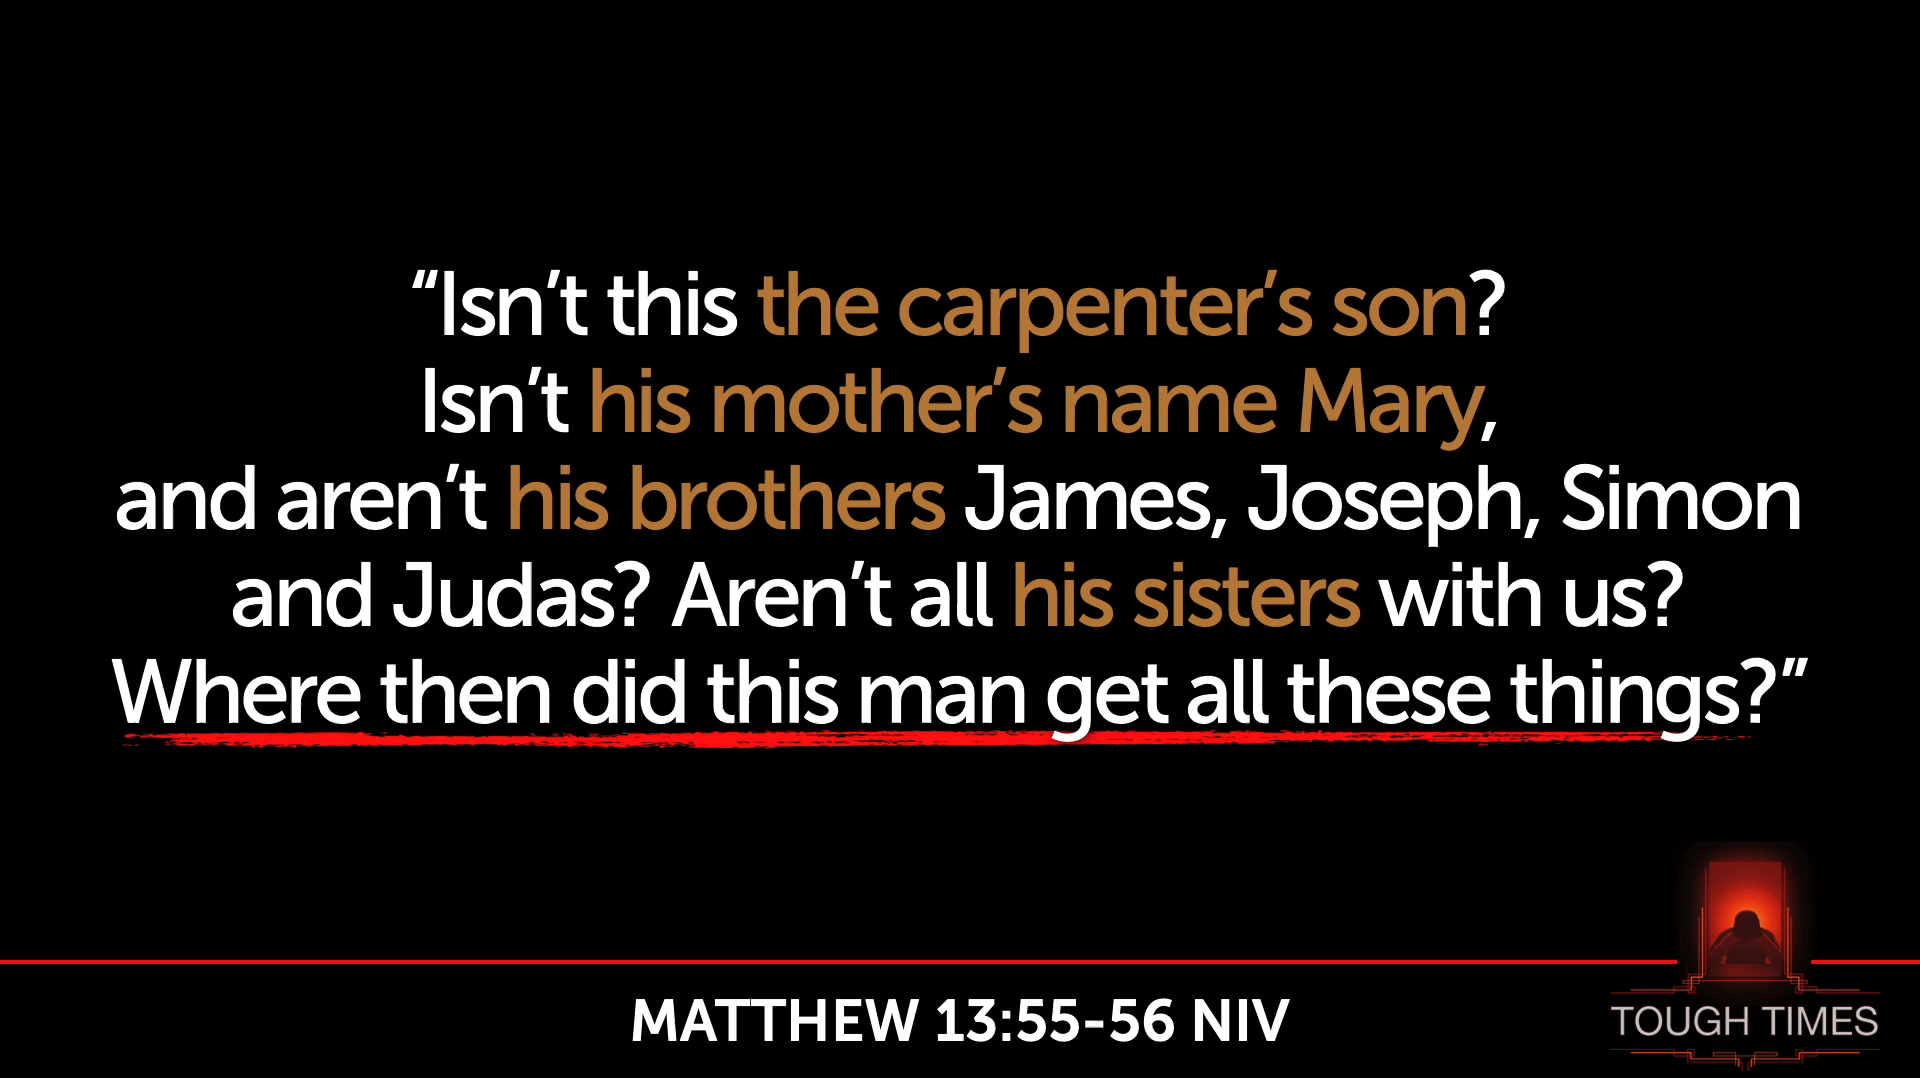 “Isn’t this the carpenter’s son?
Isn’t his mother’s name Mary,
and aren’t his brothers James, Joseph, Simon
and Judas? Aren’t all his sisters with us?
Where then did this man get all these things?”
MATTHEW 13:55-56 NIV
TOUGH TIMES